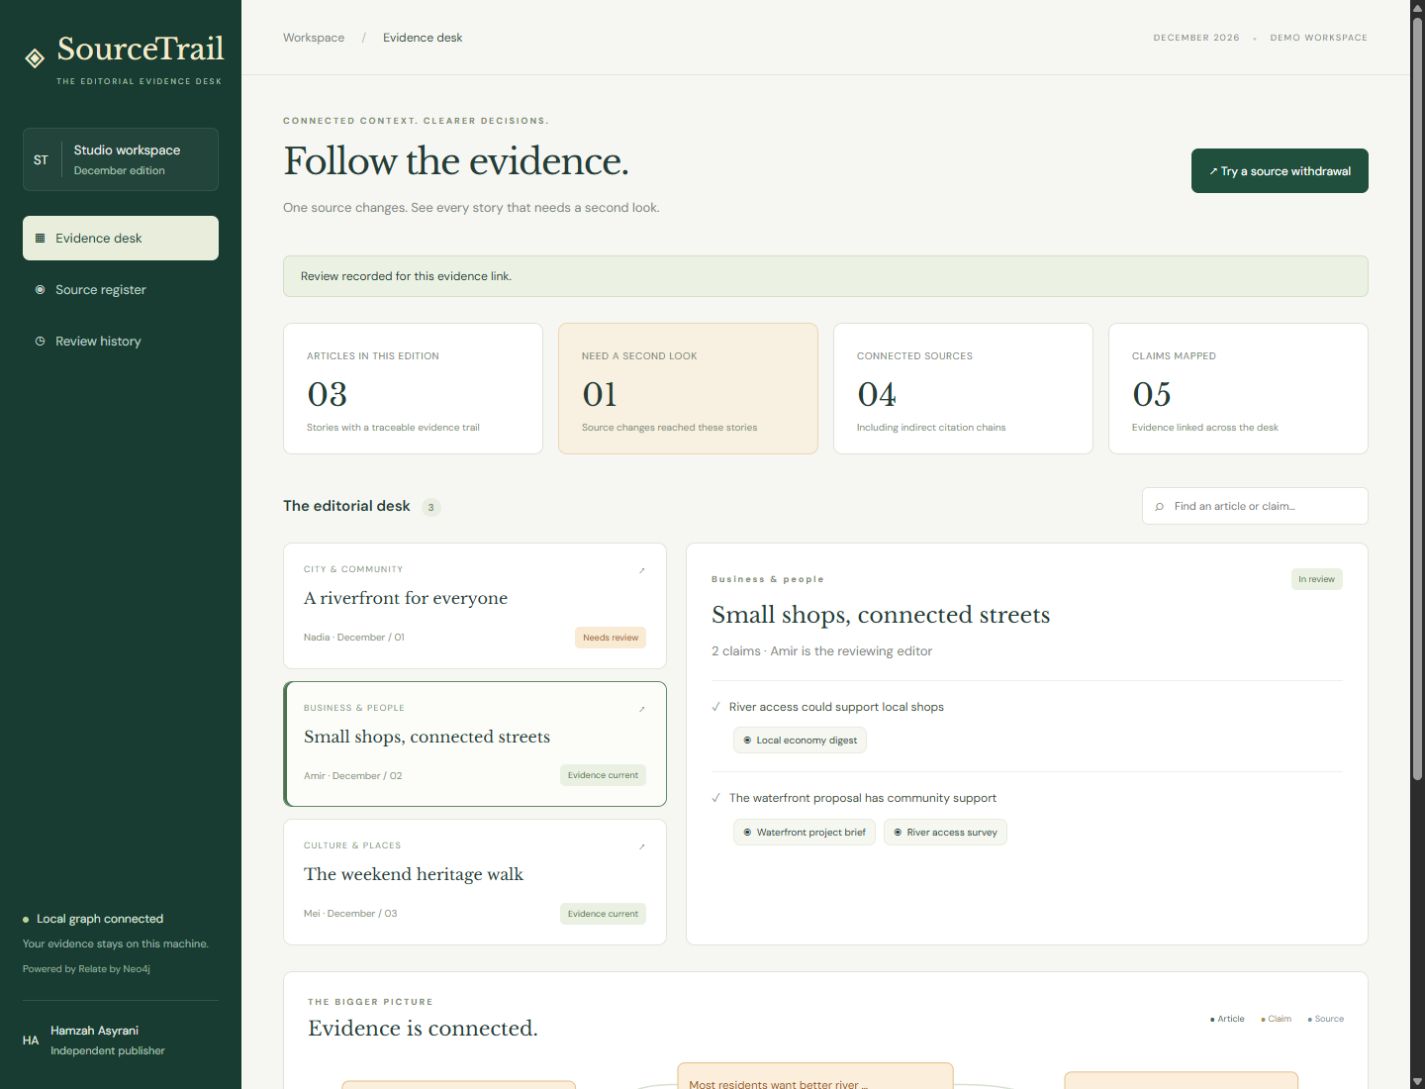 SourceTrail
THE EDITORIAL EVIDENCE DESK
ST
Studio workspace
December edition
Evidence desk
Source register
Review history
Local graph connected
Your evidence stays on this machine.
Powered by Relate by Neo4j
HA
Hamzah Asyrani
Independent publisher
Workspace / Evidence desk
DECEMBER 2026 • DEMO WORKSPACE
CONNECTED CONTEXT. CLEARER DECISIONS.
Follow the evidence.
One source changes. See every story that needs a second look.
↗ Try a source withdrawal
Review recorded for this evidence link.
ARTICLES IN THIS EDITION
03
Stories with a traceable evidence trail
NEED A SECOND LOOK
01
Source changes reached these stories
CONNECTED SOURCES
04
Including indirect citation chains
CLAIMS MAPPED
05
Evidence linked across the desk
The editorial desk 3
Find an article or claim...
CITY & COMMUNITY ↗
A riverfront for everyone
Nadia · December / 01 Needs review
BUSINESS & PEOPLE ↗
Small shops, connected streets
Amir · December / 02 Evidence current
CULTURE & PLACES ↗
The weekend heritage walk
Mei · December / 03 Evidence current
Business & people In review
Small shops, connected streets
2 claims · Amir is the reviewing editor
✓ River access could support local shops
Local economy digest
✓ The waterfront proposal has community support
Waterfront project brief River access survey
THE BIGGER PICTURE
Evidence is connected.
Article Claim Source
Most residents want better river ...